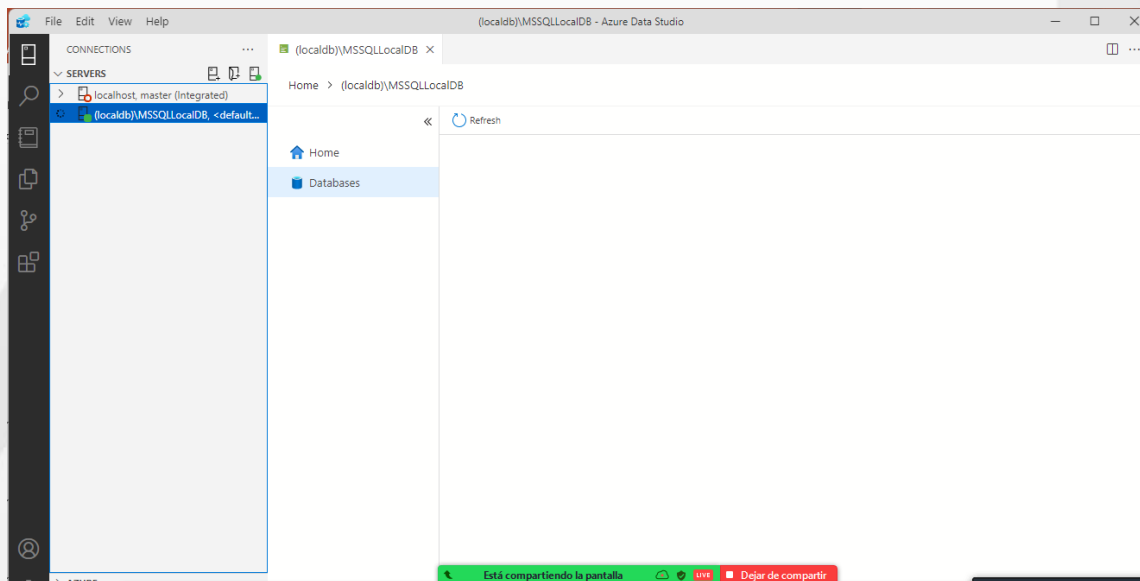 File Edit View Help
(localdb)\MSSQLLocalDB - Azure Data Studio
CONNECTIONS
(localdb)\MSSQLLocalDB
SERVERS
localhost, master (Integrated)
(localdb)\MSSQLLocalDB, <default...
Home > (localdb)\MSSQLLocalDB
Refresh
Home
Databases
Está compartiendo la pantalla
LIVE
Dejar de compartir